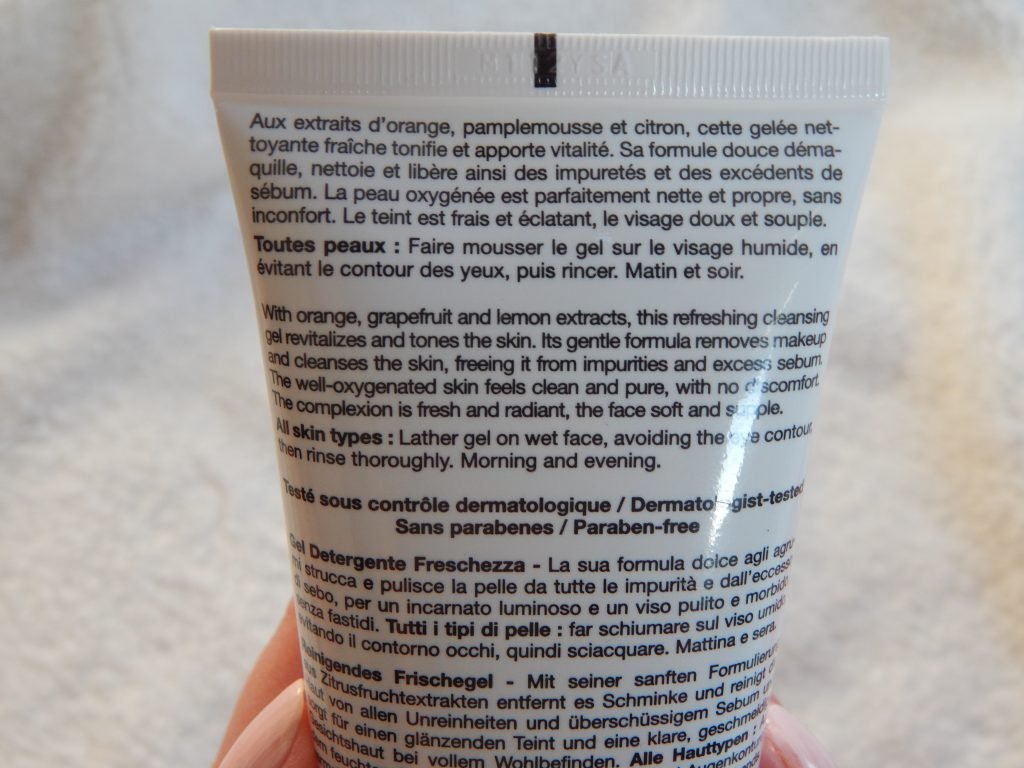 Aux extraits d'orange, pamplemousse et citron, cette gelée net-
toyante fraîche tonifie et apporte vitalité. Sa formule douce déma-
quille, nettoie et libère ainsi des impuretés et des excédents de
sébum. La peau oxygénée est parfaitement nette et propre, sans
inconfort. Le teint est frais et éclatant, le visage doux et souple.
Toutes peaux : Faire mousser le gel sur le visage humide, en
évitant le contour des yeux, puis rincer. Matin et soir.
With orange, grapefruit and lemon extracts, this refreshing cleansing
gel revitalizes and tones the skin. Its gentle formula removes makeup
and cleanses the skin, freeing it from impurities and excess sebum.
The well-oxygenated skin feels clean and pure, with no discomfort.
The complexion is fresh and radiant, the face soft and supple.
All skin types : Lather gel on wet face, avoiding the eye contour,
then rinse thoroughly. Morning and evening.
Testé sous contrôle dermatologique / Dermatologist-tested
Sans parabenes / Paraben-free
Gel Detergente Freschezza - La sua formula dolce agli agru-
mi strucca e pulisce la pelle da tutte le impurità e dall'eccesso
di sebo, per un incarnato luminoso e un viso pulito e morbido,
senza fastidi. Tutti i tipi di pelle : far schiumare sul viso umido
evitando il contorno occhi, quindi sciacquare. Mattina e sera.
Reinigendes Frischegel - Mit seiner sanften Formulierung
aus Zitrusfruchtextrakten entfernt es Schminke und reinigt
von allen Unreinheiten und überschüssigem Sebum
für einen glänzenden Teint und eine klare,
Gesichtshaut bei vollem Wohlbefinden. Alle Hauttypen :